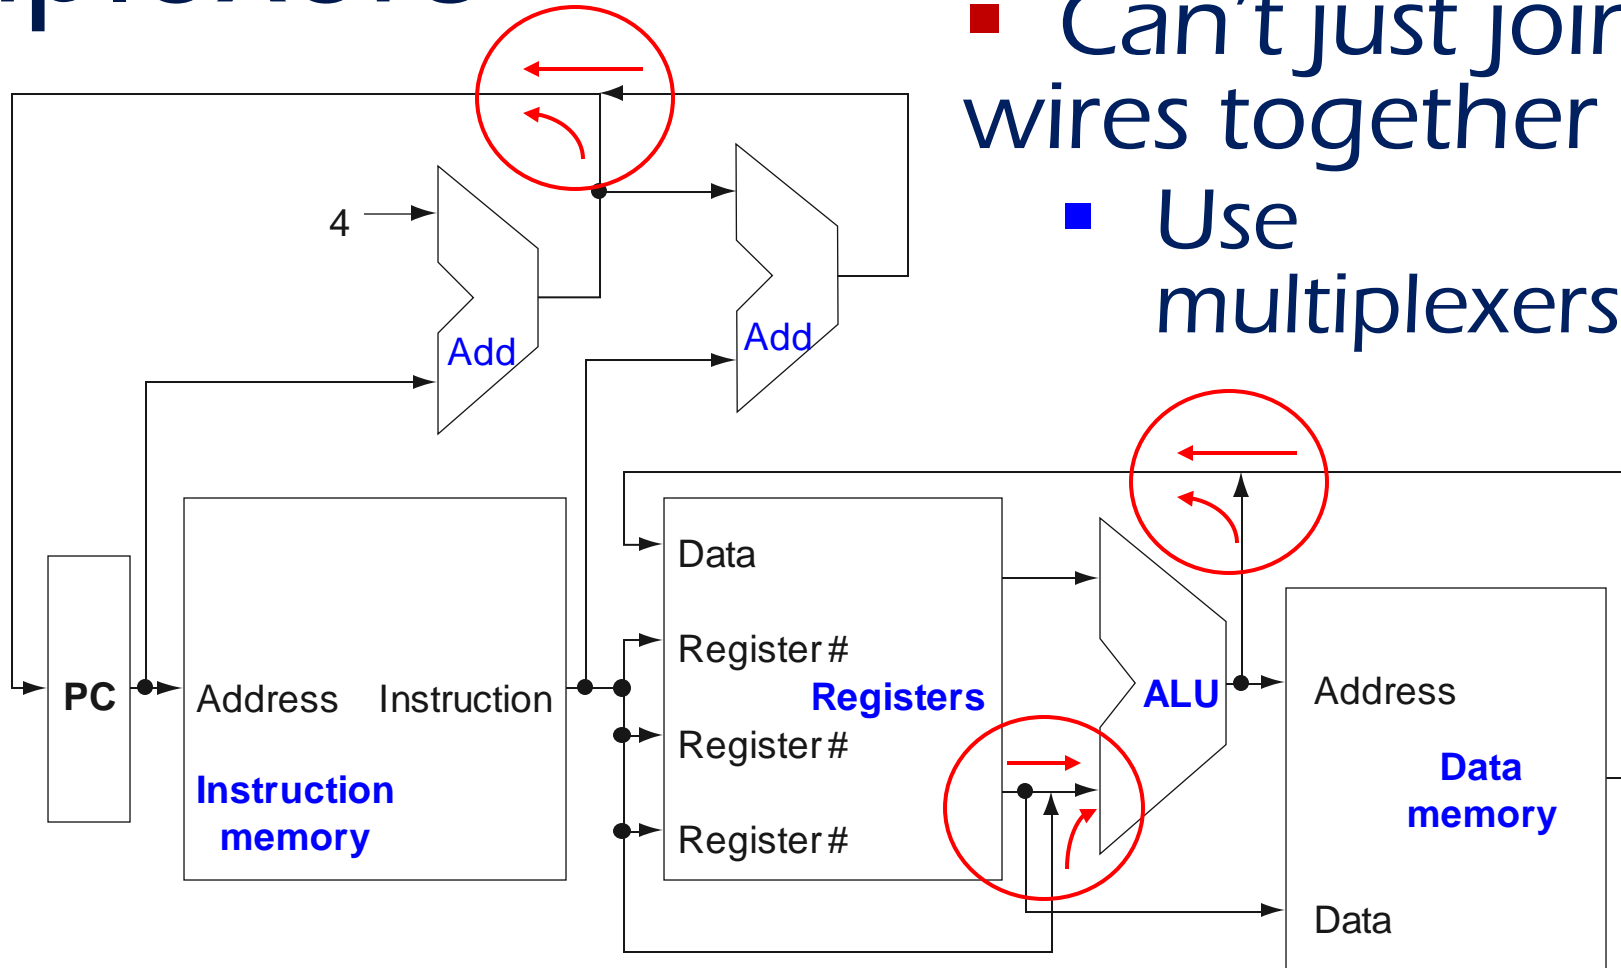 Can't just join
wires together
Use
multiplexers
4
Add
Add
Data
Register #
PC
Address
Instruction
Registers
ALU
Address
Register #
Instruction
memory
Data
memory
Register #
Data